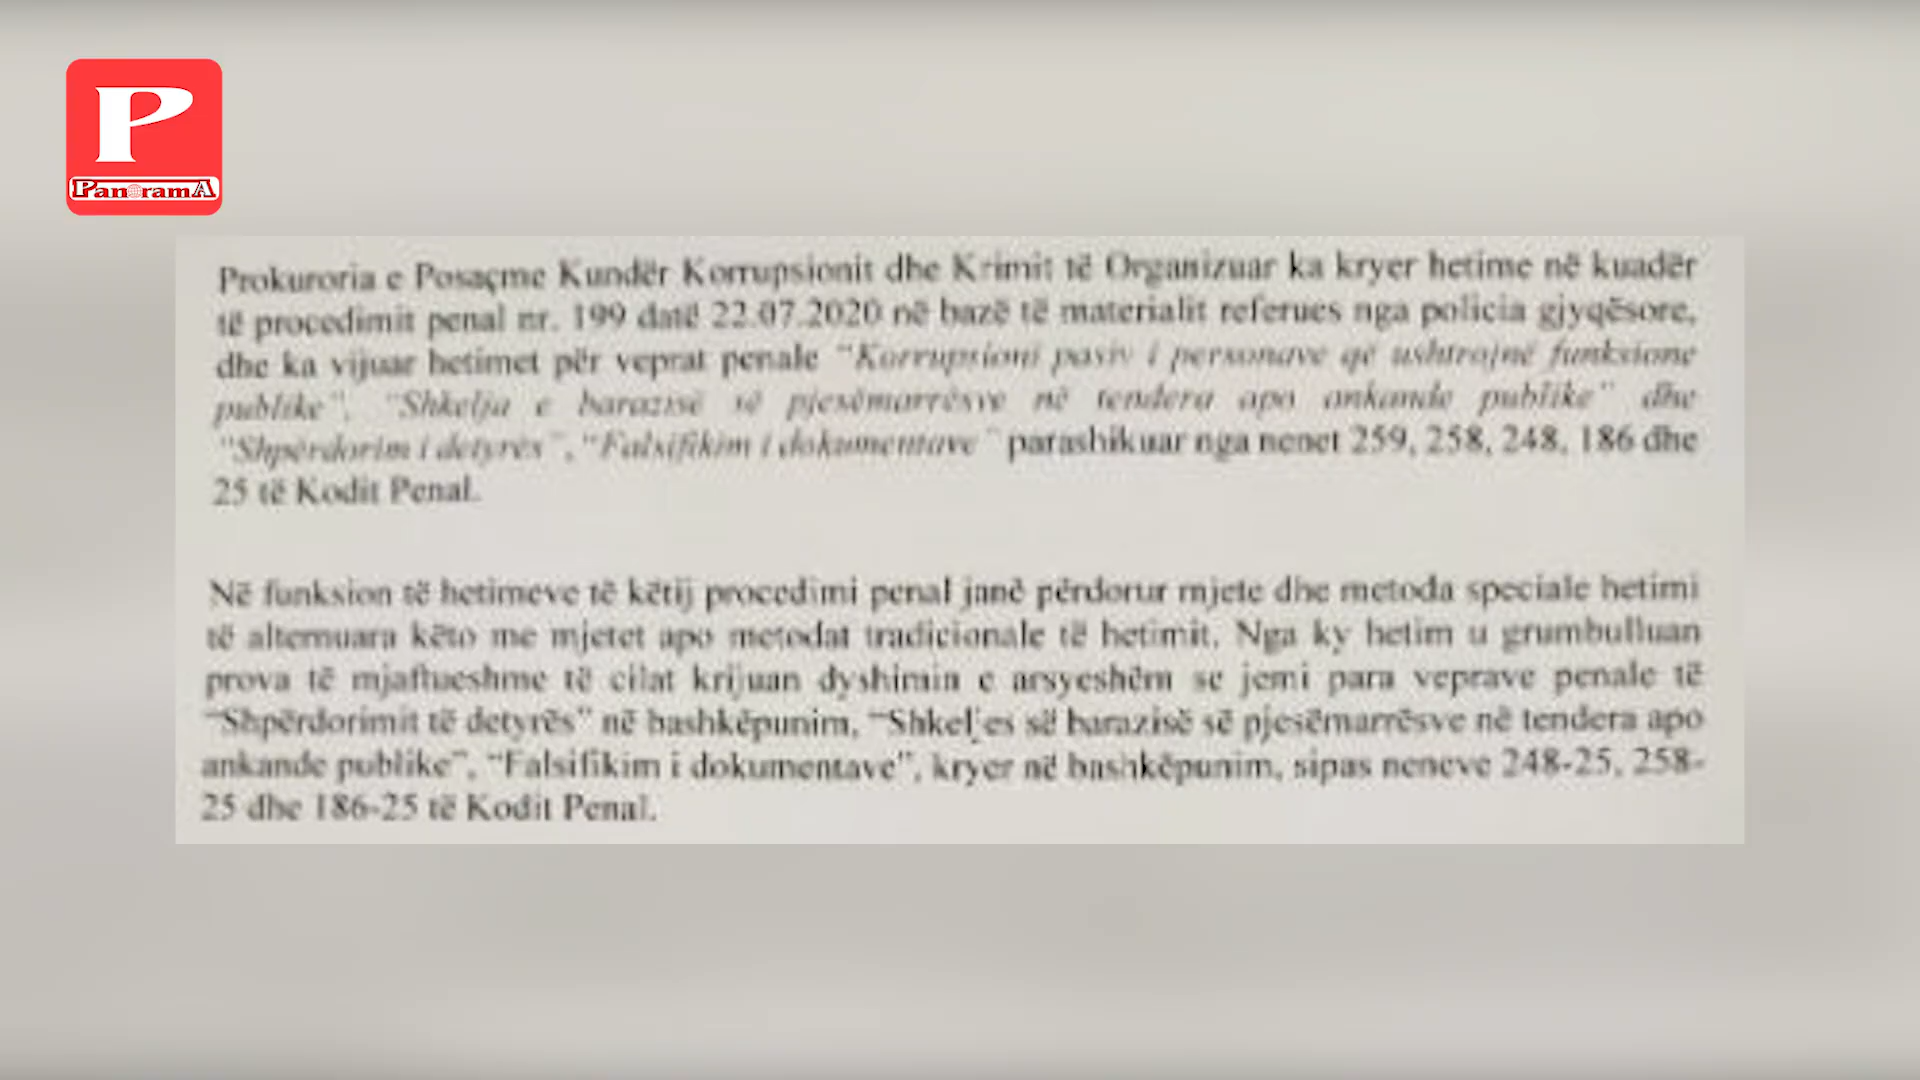 P
PanoramA
Prokuroria e Posaçme Kundër Korrupsionit dhe Krimit të Organizuar ka kryer hetime në kuadër
të procedimit penal nr. 199 datë 22.07.2020 në bazë të materialit referues nga policia gjyqësore,
dhe ka vijuar hetimet për veprat penale "Korrupsioni pasiv i personave që ushtrojnë funksione
publike", "Shkelja e barazisë së pjesëmarrësve në tendera apo ankande publike" dhe
"Shpërdorim i detyrës", "Falsifikim i dokumentave" parashikuar nga nenet 259, 258, 248, 186 dhe
25 të Kodit Penal.
Në funksion të hetimeve të këtij procedimi penal janë përdorur mjete dhe metoda speciale hetimi
të alternuara këto me mjetet apo metodat tradicionale të hetimit. Nga ky hetim u grumbulluan
prova të mjaftueshme të cilat krijuan dyshimin e arsyeshëm se jemi para veprave penale të
"Shpërdorimit të detyrës" në bashkëpunim, "Shkeljes së barazisë së pjesëmarrësve në tendera apo
ankande publike", "Falsifikim i dokumentave", kryer në bashkëpunim, sipas neneve 248-25, 258-
25 dhe 186-25 të Kodit Penal.